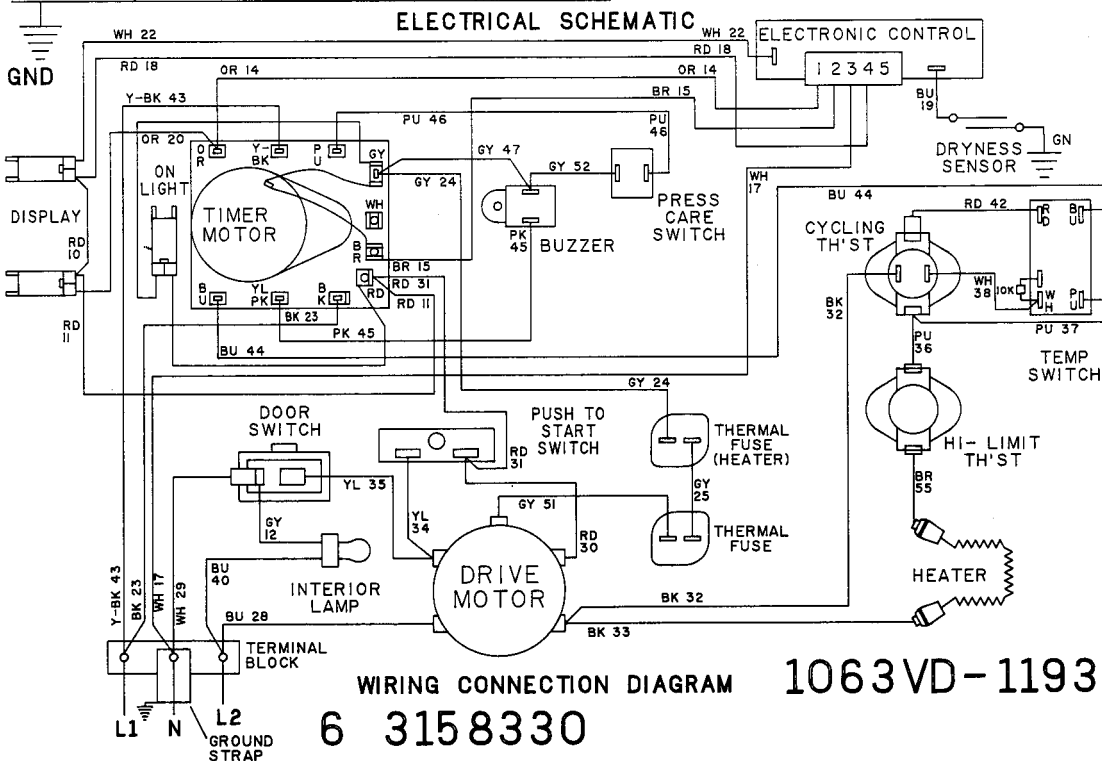 ELECTRICAL SCHEMATIC
GND
WH 22
RD 18
OR 14
Y-BK 43
OR 20
WH 22
RD 18
OR 14
BR 15
ELECTRONIC CONTROL
1 2 3 4 5
BU
19
GN
DRYNESS
SENSOR
PU 46
PU
46
GY 47
GY 52
GY 24
PRESS
CARE
SWITCH
PK
45
BUZZER
WH
17
BU 44
RD 42
CYCLING
TH'ST
R
D
B
U
WH
38
10K
W
H
P
U
PU 37
TEMP
SWITCH
BK
32
PU
36
DISPLAY
RD
10
RD
11
ON
LIGHT
O
R
Y-
BK
P
U
GY
WH
B
R
RD
TIMER
MOTOR
B
U
YL
PK
B
K
BR 15
RD 31
RD 11
BK 23
PK 45
BU 44
GY 24
DOOR
SWITCH
PUSH TO
START
SWITCH
RD
31
THERMAL
FUSE
(HEATER)
HI- LIMIT
TH'ST
BR
55
YL 35
GY
12
YL
34
GY 51
GY
25
RD
30
THERMAL
FUSE
BU
40
INTERIOR
LAMP
DRIVE
MOTOR
HEATER
Y-BK 43
BK 23
WH 17
WH 29
BU 28
BK 32
BK 33
TERMINAL
BLOCK
L1
N
L2
GROUND
STRAP
WIRING CONNECTION DIAGRAM
1063VD-1193
6 3158330